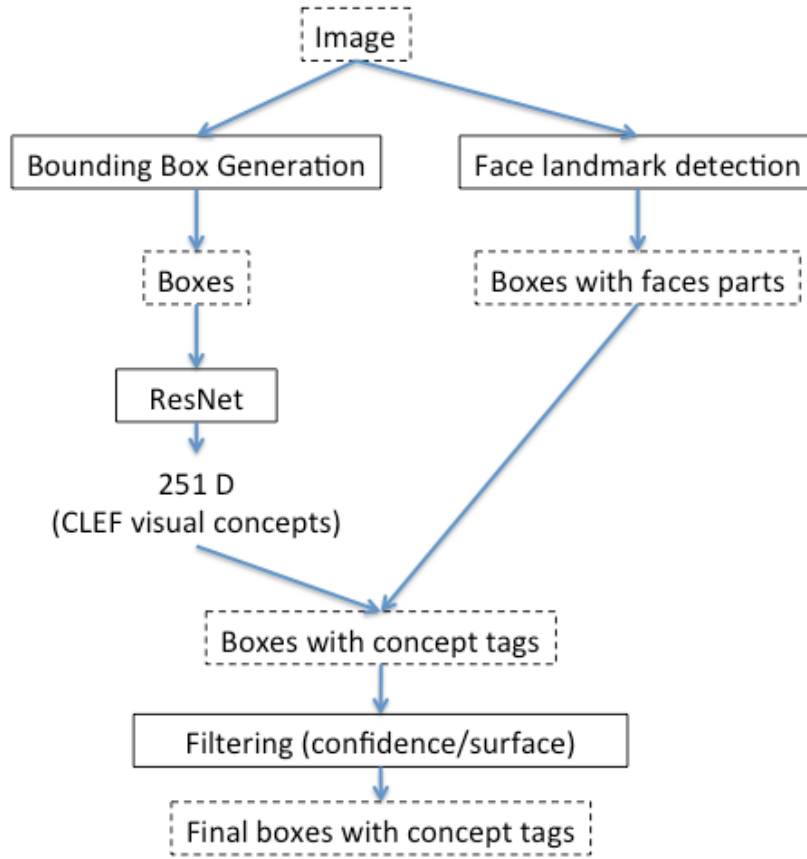 Image
Bounding Box Generation
Face landmark detection
Boxes
Boxes with faces parts
ResNet
251 D
(CLEF visual concepts)
Boxes with concept tags
Filtering (confidence/surface)
Final boxes with concept tags